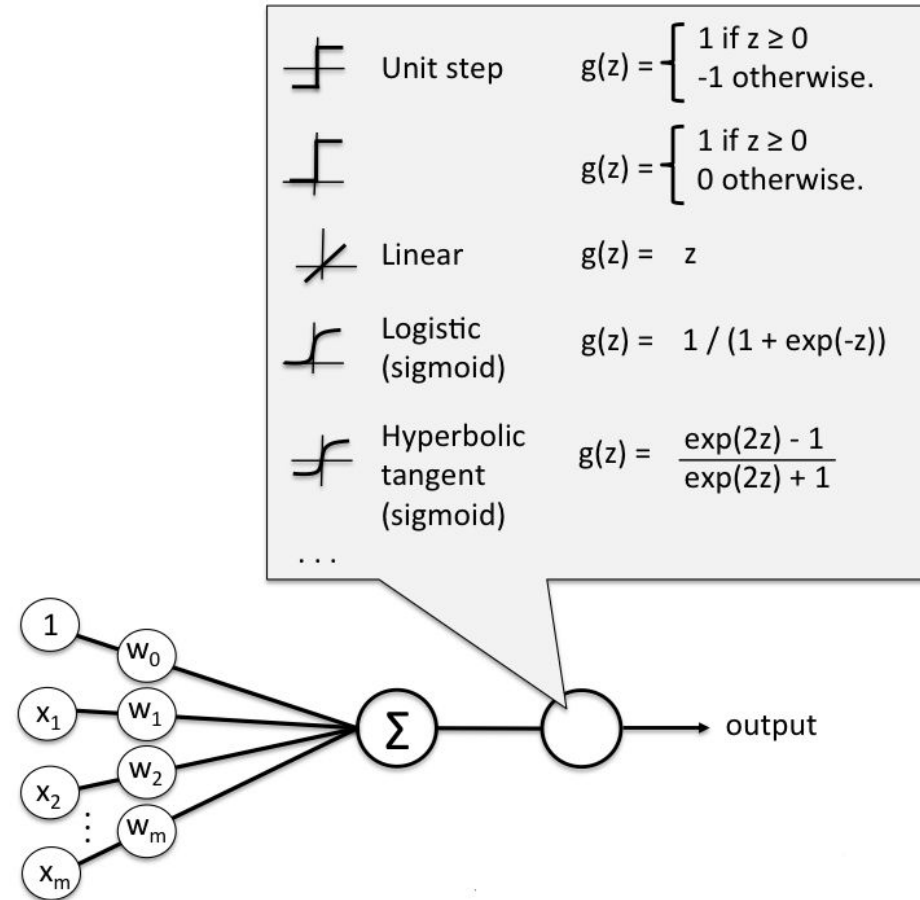 Unit step g(z) = { 1 if z ≥ 0
-1 otherwise.
g(z) = { 1 if z ≥ 0
0 otherwise.
Linear g(z) = z
Logistic
(sigmoid) g(z) = 1 / (1 + exp(-z))
Hyperbolic
tangent
(sigmoid) g(z) = exp(2z) - 1
exp(2z) + 1
. . .
1
w₀
x₁ w₁
x₂ w₂
⋮
xₘ wₘ
Σ
output